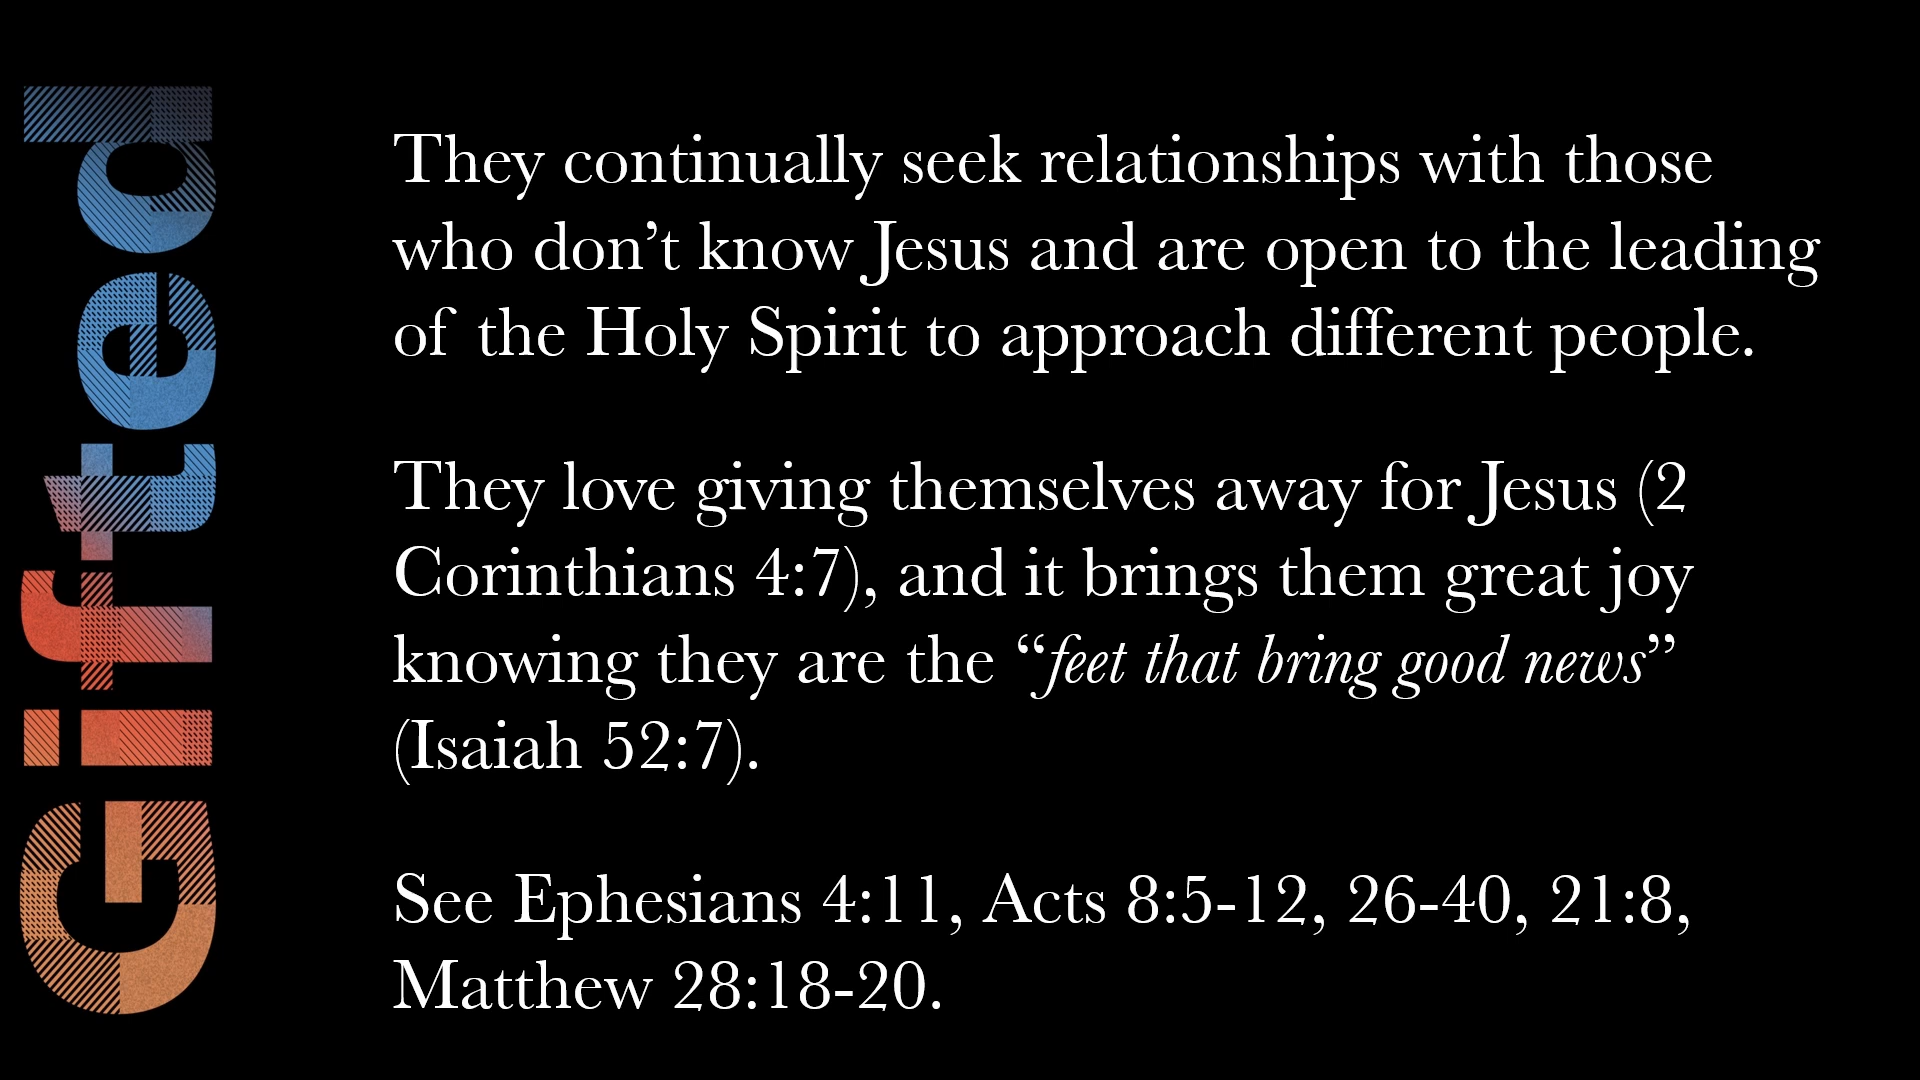 Gifted
They continually seek relationships with those
who don’t know Jesus and are open to the leading
of the Holy Spirit to approach different people.
They love giving themselves away for Jesus (2
Corinthians 4:7), and it brings them great joy
knowing they are the “feet that bring good news”
(Isaiah 52:7).
See Ephesians 4:11, Acts 8:5-12, 26-40, 21:8,
Matthew 28:18-20.